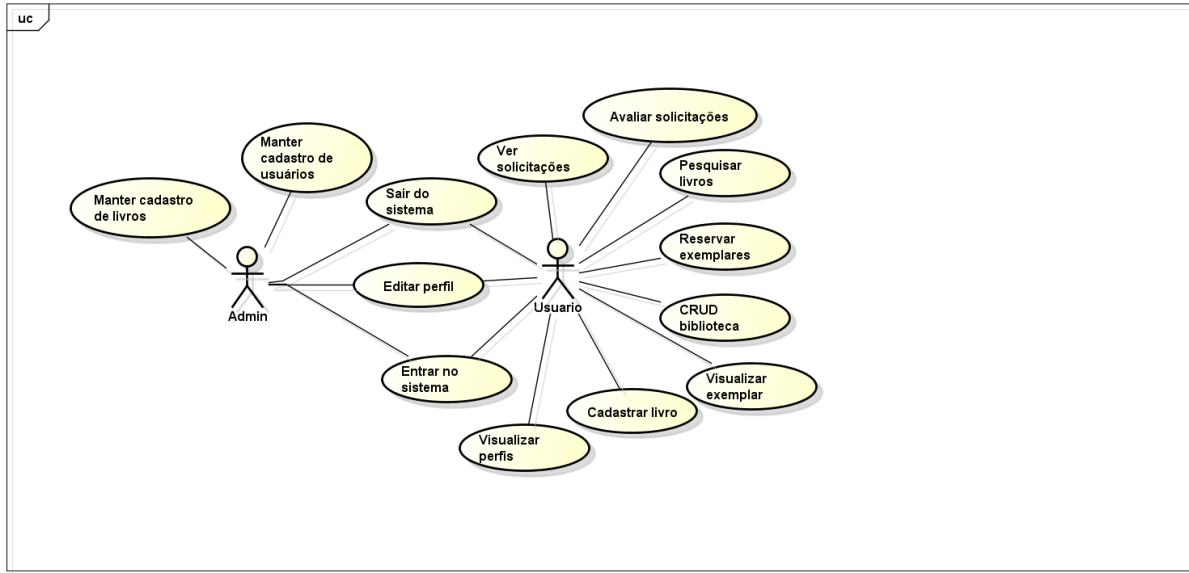 uc
Avaliar solicitações
Manter
cadastro de
usuários
Ver
solicitações
Pesquisar
livros
Manter cadastro
de livros
Sair do
sistema
Reservar
exemplares
Editar perfil
Admin
Usuario
CRUD
biblioteca
Entrar no
sistema
Visualizar
exemplar
Cadastrar livro
Visualizar
perfis